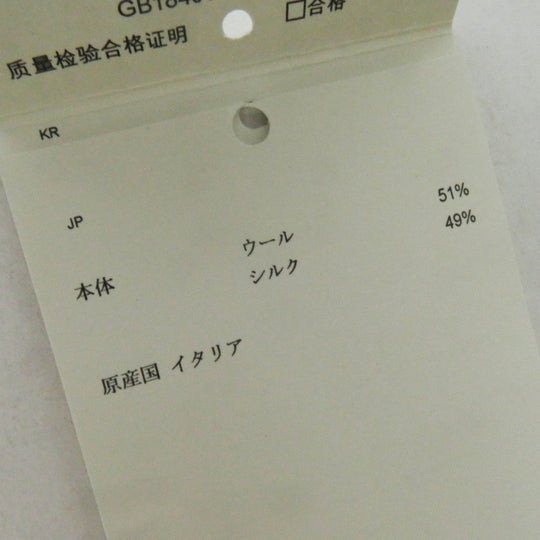 GB18401
□合格
质量检验合格证明
KR
JP
本体 ウール 51%
シルク 49%
原産国 イタリア